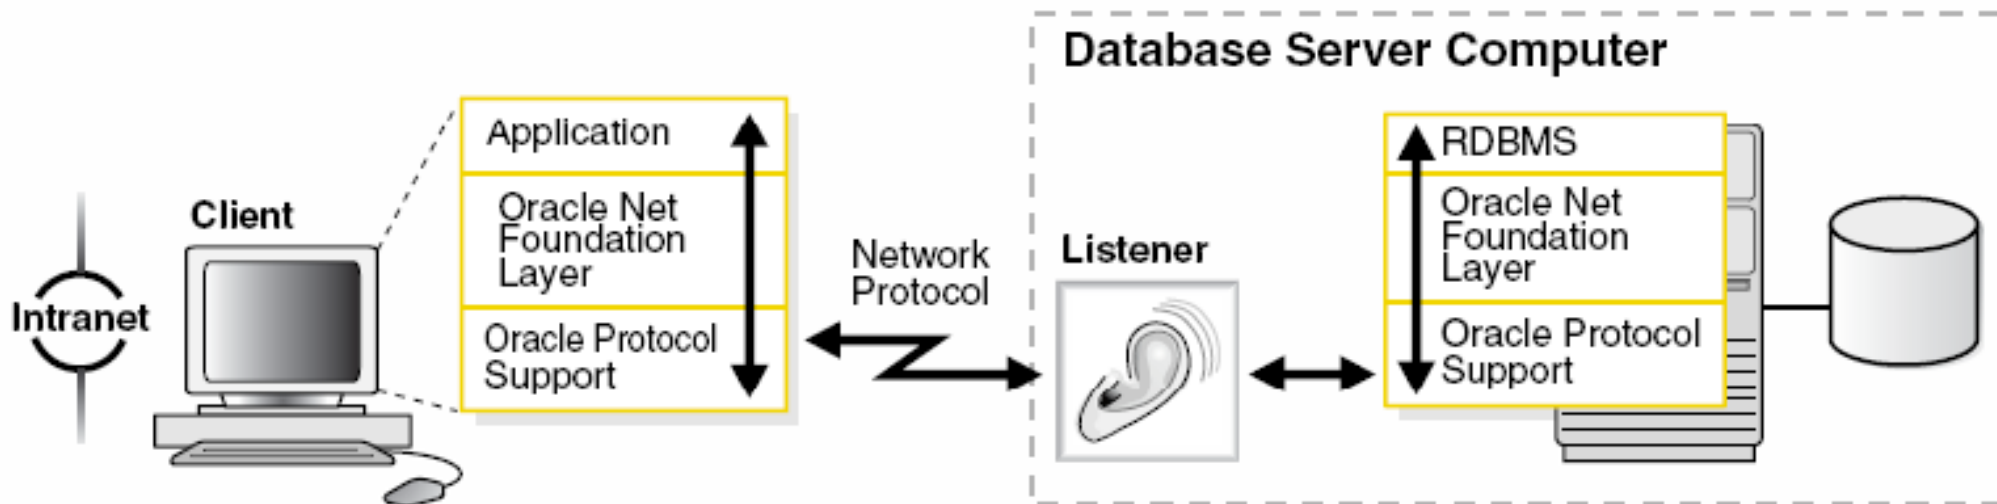 Intranet
Client
Application
Oracle Net
Foundation
Layer
Oracle Protocol
Support
Network
Protocol
Database Server Computer
Listener
RDBMS
Oracle Net
Foundation
Layer
Oracle Protocol
Support